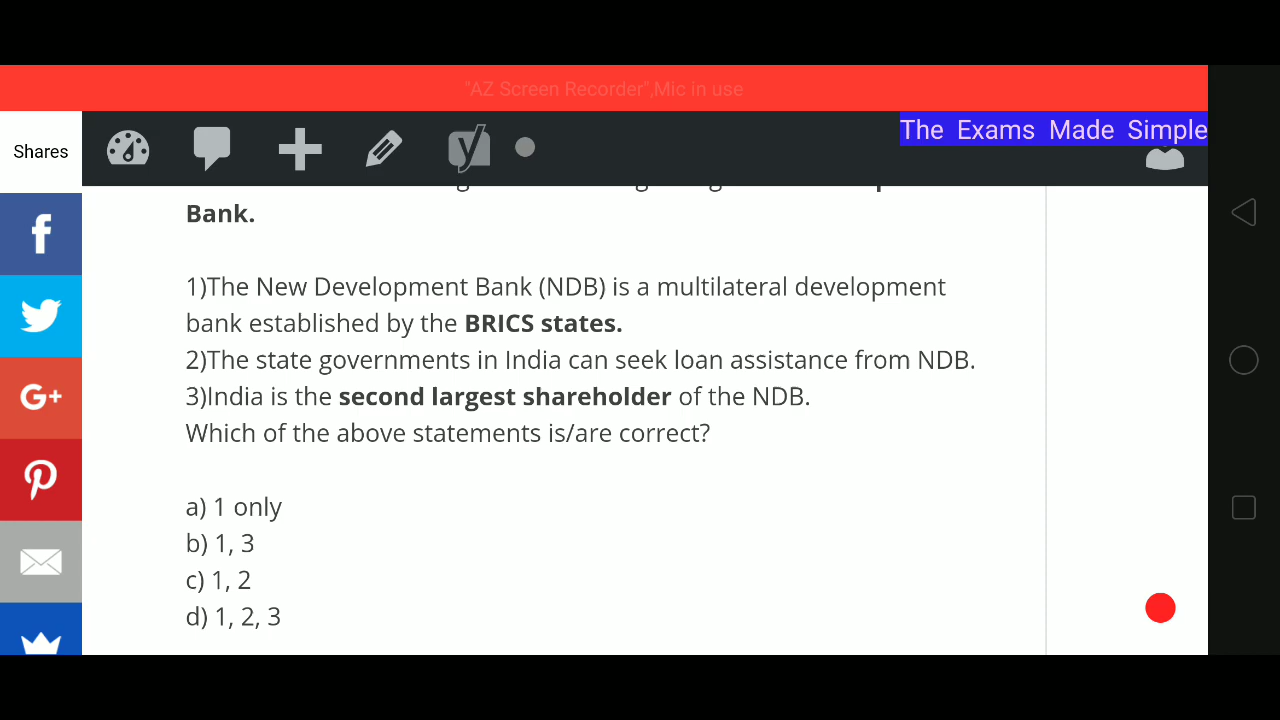 "AZ Screen Recorder",Mic in use
The Exams Made Simple
Shares
Bank.
1)The New Development Bank (NDB) is a multilateral development
bank established by the BRICS states.
2)The state governments in India can seek loan assistance from NDB.
3)India is the second largest shareholder of the NDB.
Which of the above statements is/are correct?
a) 1 only
b) 1, 3
c) 1, 2
d) 1, 2, 3